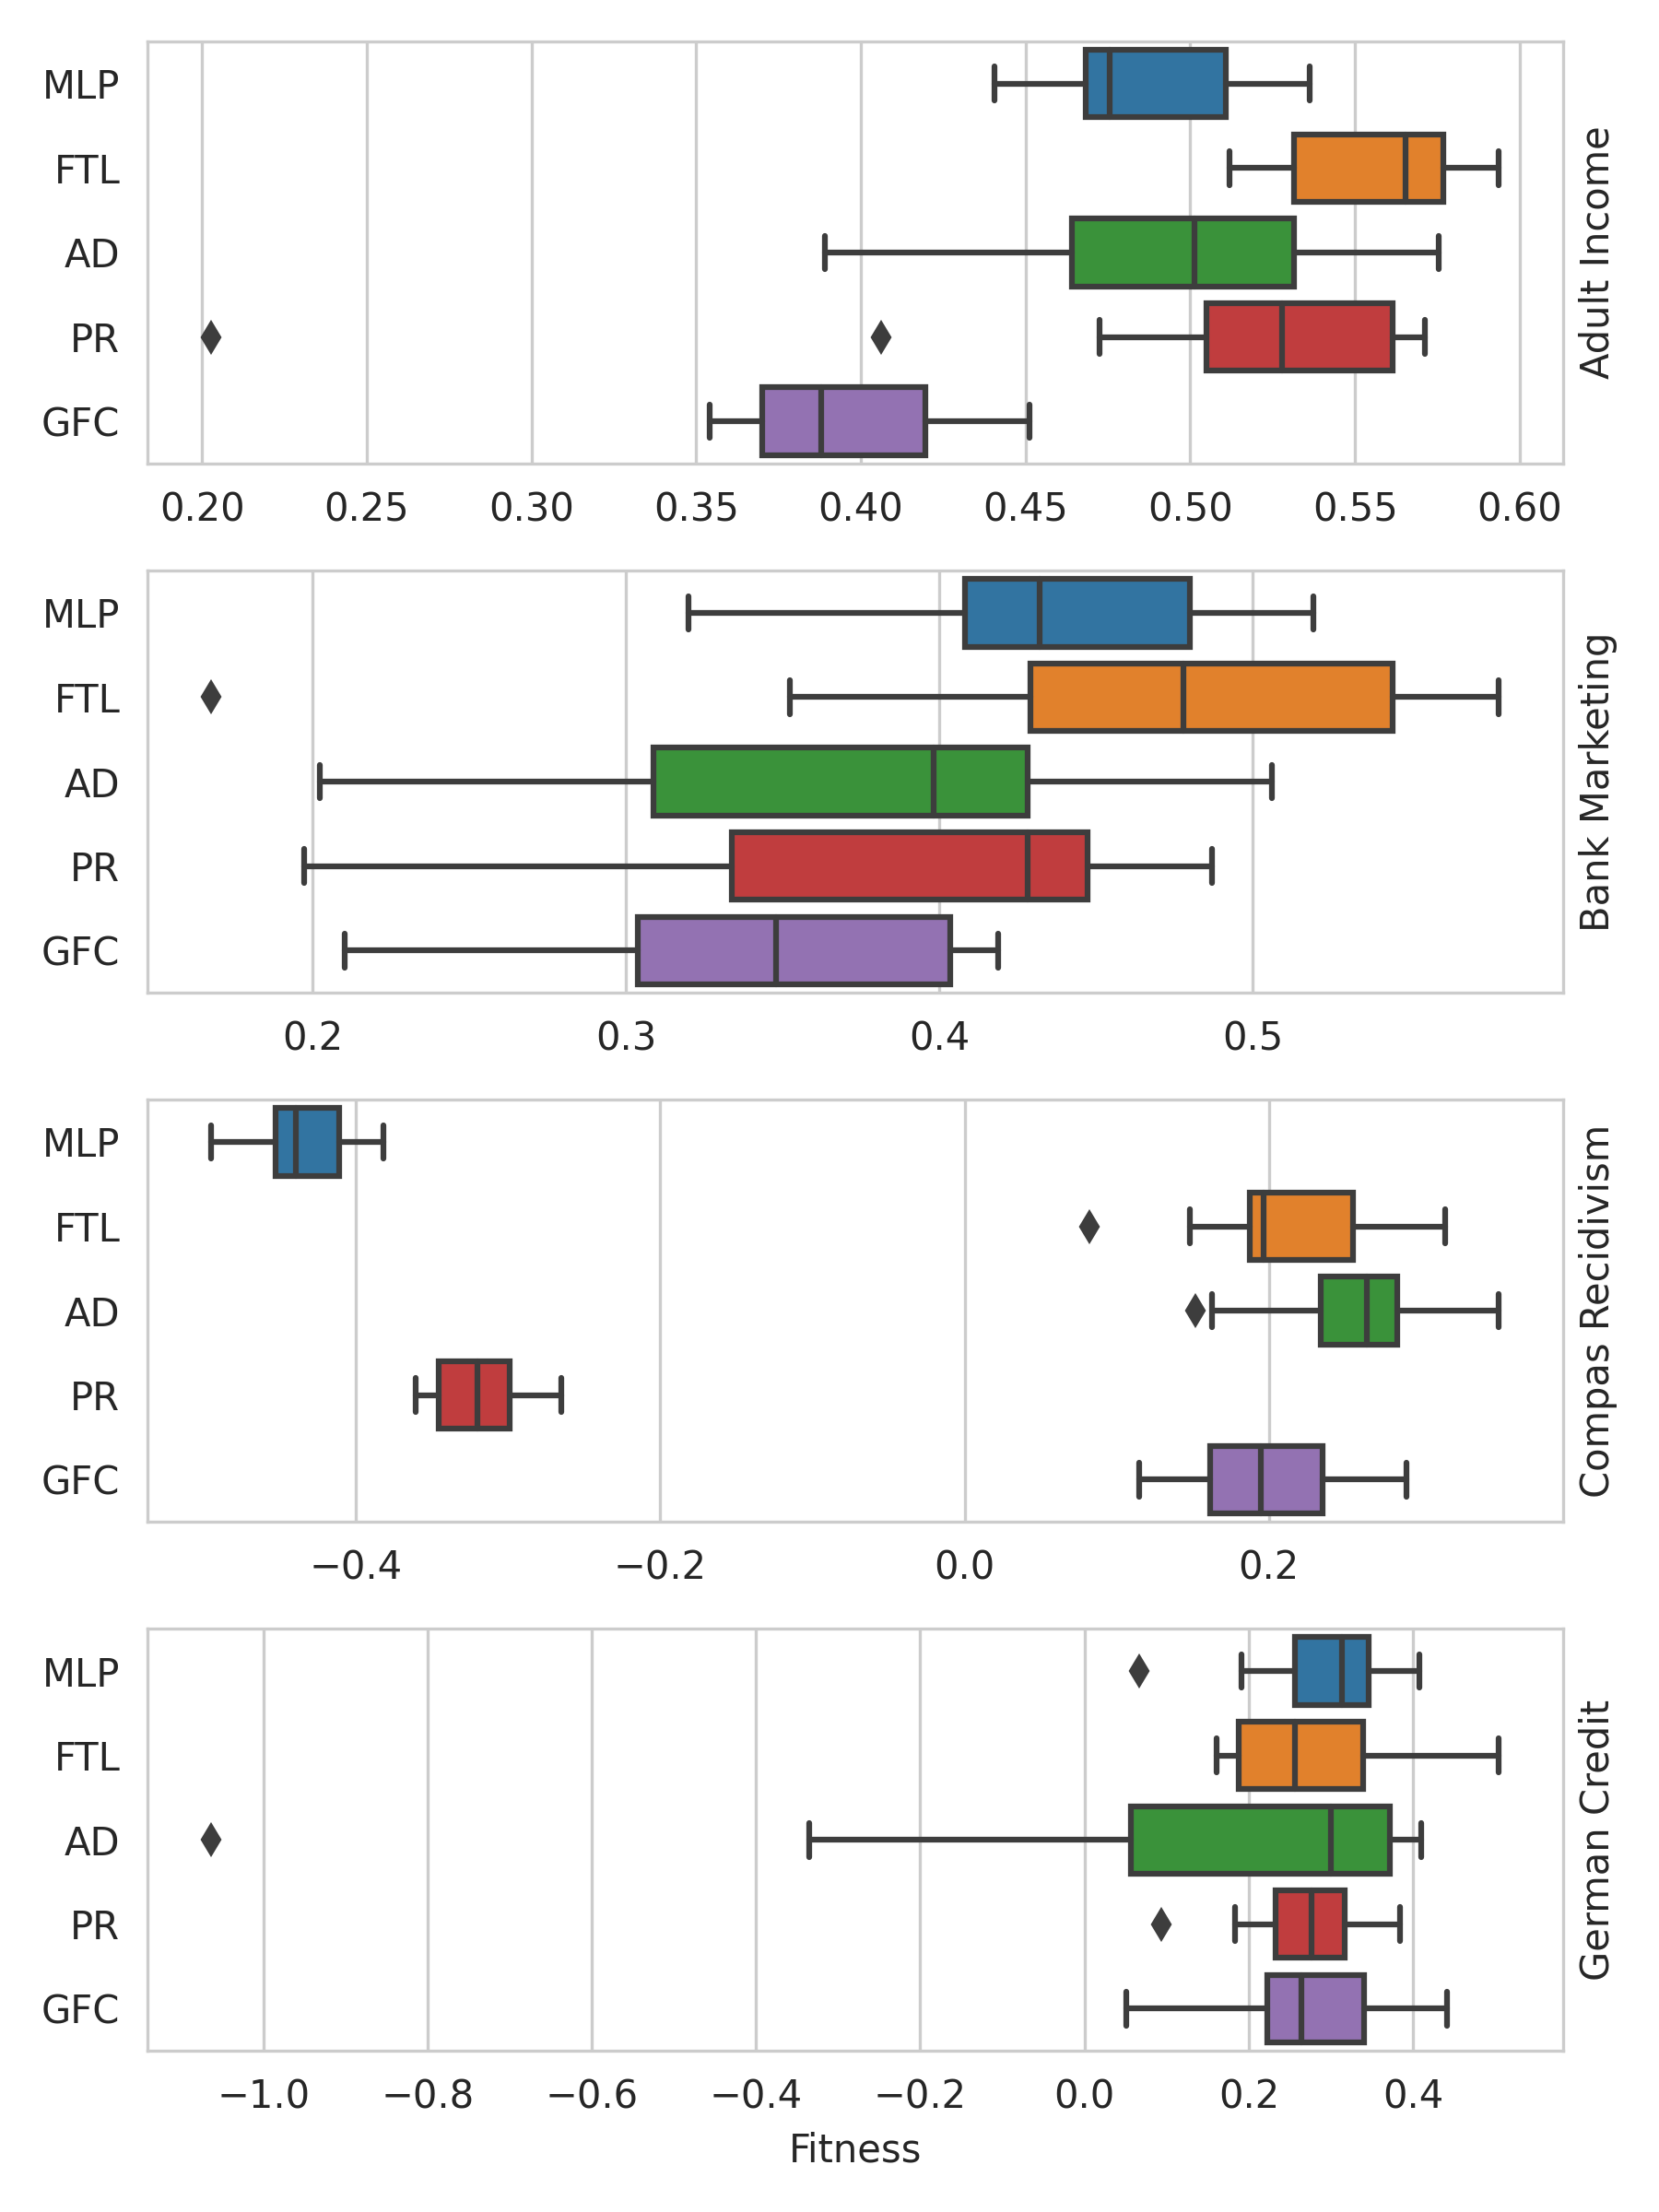 MLP
FTL
AD
PR
GFC
Adult Income
0.20 0.25 0.30 0.35 0.40 0.45 0.50 0.55 0.60
MLP
FTL
AD
PR
GFC
Bank Marketing
0.2 0.3 0.4 0.5
MLP
FTL
AD
PR
GFC
Compas Recidivism
−0.4 −0.2 0.0 0.2
MLP
FTL
AD
PR
GFC
German Credit
−1.0 −0.8 −0.6 −0.4 −0.2 0.0 0.2 0.4
Fitness